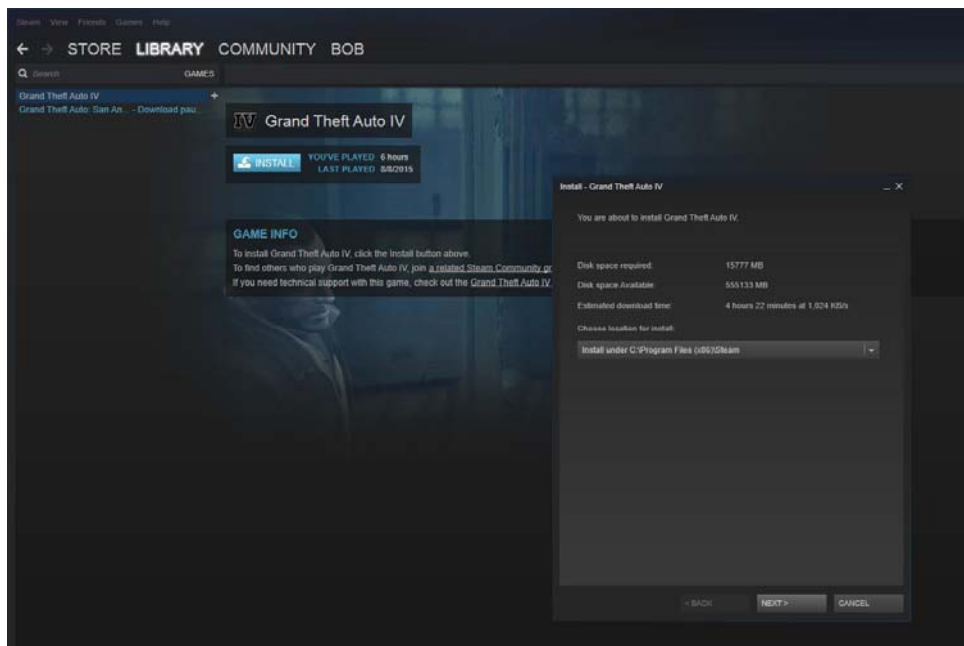 Steam View Friends Games Help
STORE LIBRARY COMMUNITY BOB
Search GAMES
Grand Theft Auto IV +
Grand Theft Auto: San An... - Download pau...
IV Grand Theft Auto IV
INSTALL
YOU'VE PLAYED 6 hours
LAST PLAYED 8/8/2015
GAME INFO
To install Grand Theft Auto IV, click the Install button above.
To find others who play Grand Theft Auto IV, join a related Steam Community gr
If you need technical support with this game, check out the Grand Theft Auto IV
Install - Grand Theft Auto IV
You are about to install Grand Theft Auto IV.
Disk space required: 15777 MB
Disk space Available: 555133 MB
Estimated download time: 4 hours 22 minutes at 1,024 KB/s
Choose location for install:
Install under C:\Program Files (x86)\Steam
< BACK NEXT > CANCEL